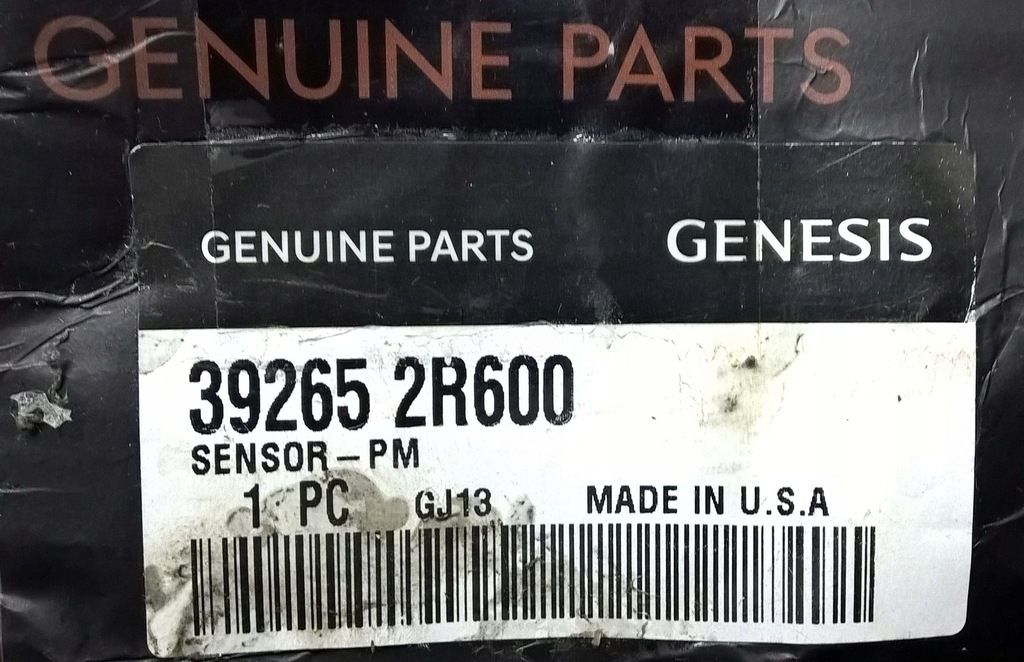 GENUINE PARTS
GENUINE PARTS GENESIS
39265 2R600
SENSOR-PM
1 PC GJ13 MADE IN U.S.A